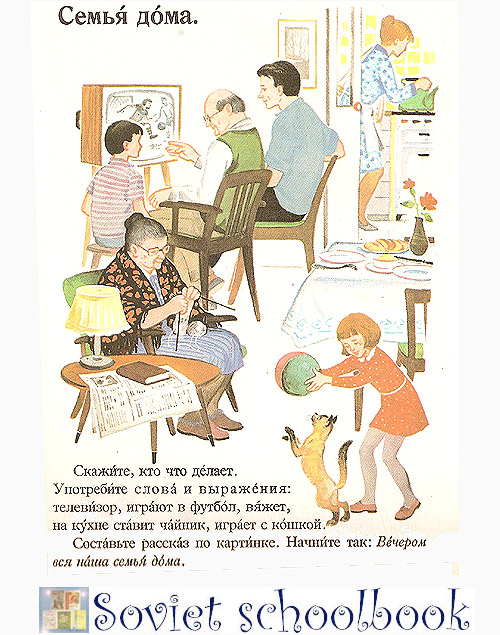 Семья́ до́ма.
Скажи́те, кто что де́лает.
Употреби́те слова́ и выраже́ния:
телеви́зор, игра́ют в футбо́л, вя́жет,
на ку́хне ста́вит ча́йник, игра́ет с ко́шкой.
Соста́вьте расска́з по карти́нке. Начни́те так: Ве́чером
вся на́ша семья́ до́ма.
Soviet schoolbook